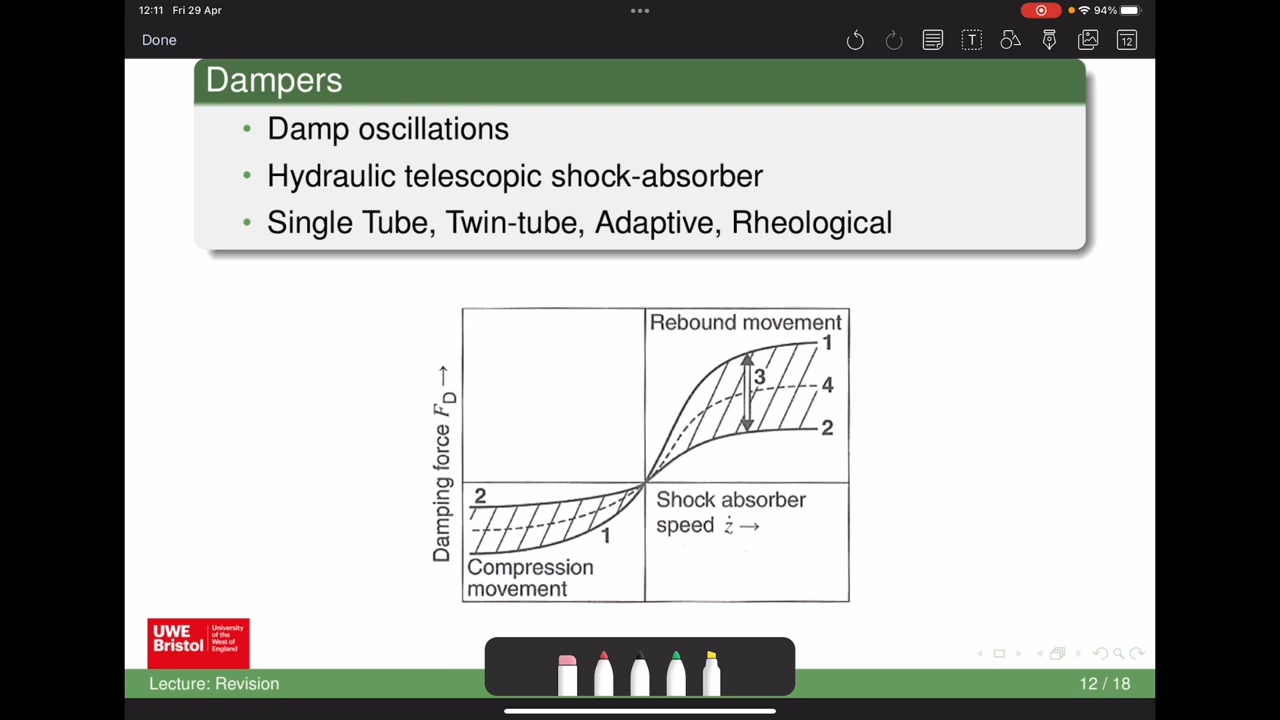 12:11 Fri 29 Apr
94%
Done
T
12
Dampers
• Damp oscillations
• Hydraulic telescopic shock-absorber
• Single Tube, Twin-tube, Adaptive, Rheological
Rebound movement
1
3
4
2
Damping force F_D →
2
1
Shock absorber
speed ż →
Compression
movement
UWE
Bristol
University
of the
West of
England
Lecture: Revision
12 / 18